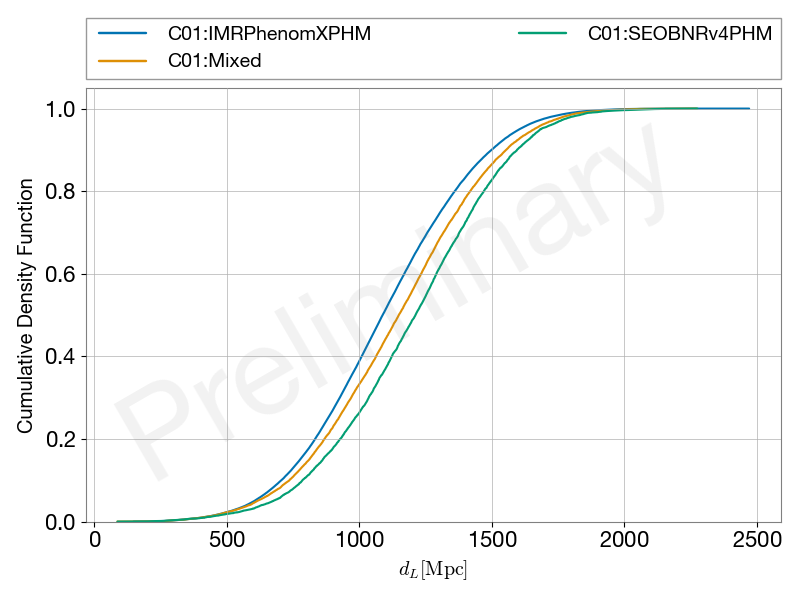 C01:IMRPhenomXPHM
C01:Mixed
C01:SEOBNRv4PHM
Cumulative Density Function
1.0
0.8
0.6
0.4
0.2
0.0
Preliminary
0 500 1000 1500 2000 2500
d_L [Mpc]